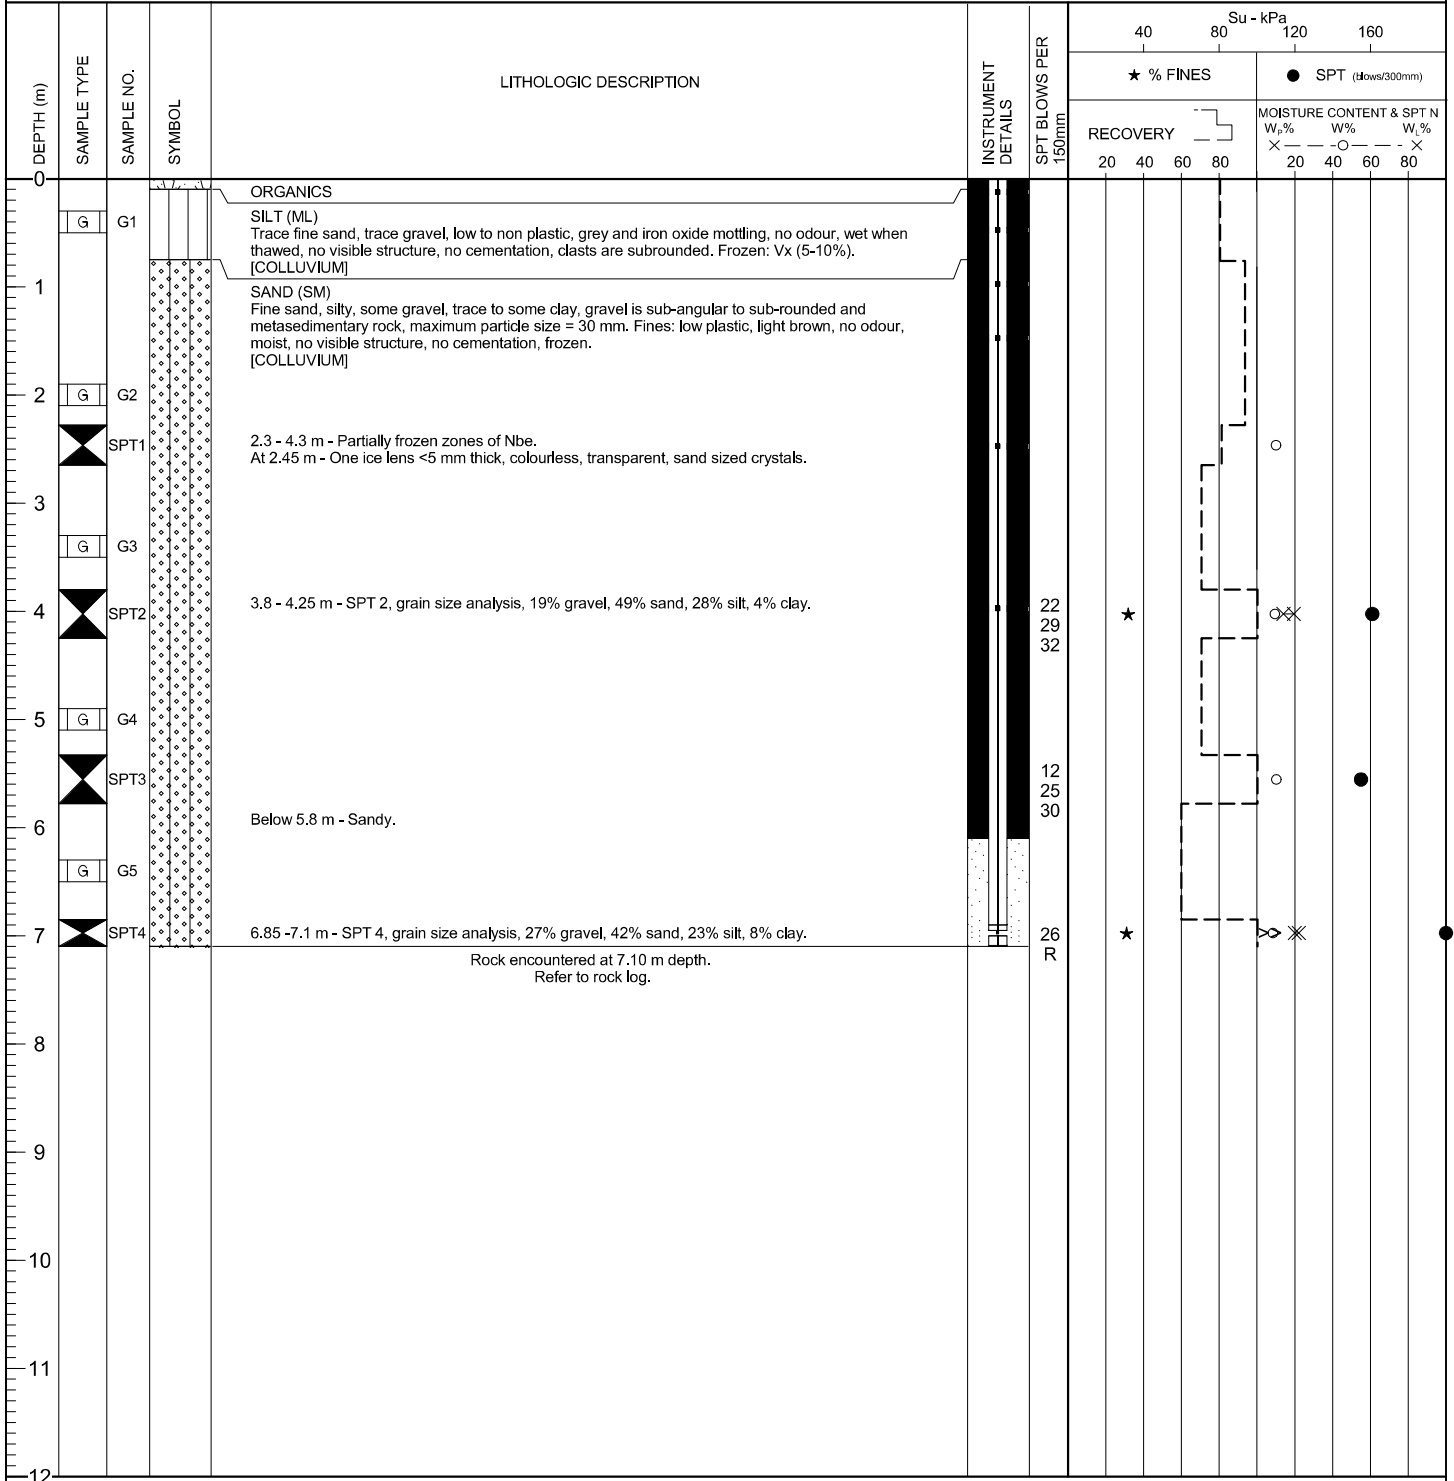 DEPTH (m)
SAMPLE TYPE
SAMPLE NO.
SYMBOL
LITHOLOGIC DESCRIPTION
INSTRUMENT
DETAILS
SPT BLOWS PER
150mm
Su - kPa
40 80 120 160
★ % FINES
● SPT (blows/300mm)
RECOVERY
MOISTURE CONTENT & SPT N
WP% W% WL%
20 40 60 80 20 40 60 80
0
ORGANICS
G G1
SILT (ML)
Trace fine sand, trace gravel, low to non plastic, grey and iron oxide mottling, no odour, wet when
thawed, no visible structure, no cementation, clasts are subrounded. Frozen: Vx (5-10%).
[COLLUVIUM]
1
SAND (SM)
Fine sand, silty, some gravel, trace to some clay, gravel is sub-angular to sub-rounded and
metasedimentary rock, maximum particle size = 30 mm. Fines: low plastic, light brown, no odour,
moist, no visible structure, no cementation, frozen.
[COLLUVIUM]
2 G G2
SPT1
2.3 - 4.3 m - Partially frozen zones of Nbe.
At 2.45 m - One ice lens <5 mm thick, colourless, transparent, sand sized crystals.
3
G G3
4 SPT2
3.8 - 4.25 m - SPT 2, grain size analysis, 19% gravel, 49% sand, 28% silt, 4% clay.
22
29
32
5 G G4
SPT3
12
25
30
6
Below 5.8 m - Sandy.
G G5
7 SPT4
6.85 -7.1 m - SPT 4, grain size analysis, 27% gravel, 42% sand, 23% silt, 8% clay.
26
R
Rock encountered at 7.10 m depth.
Refer to rock log.
8
9
10
11
12